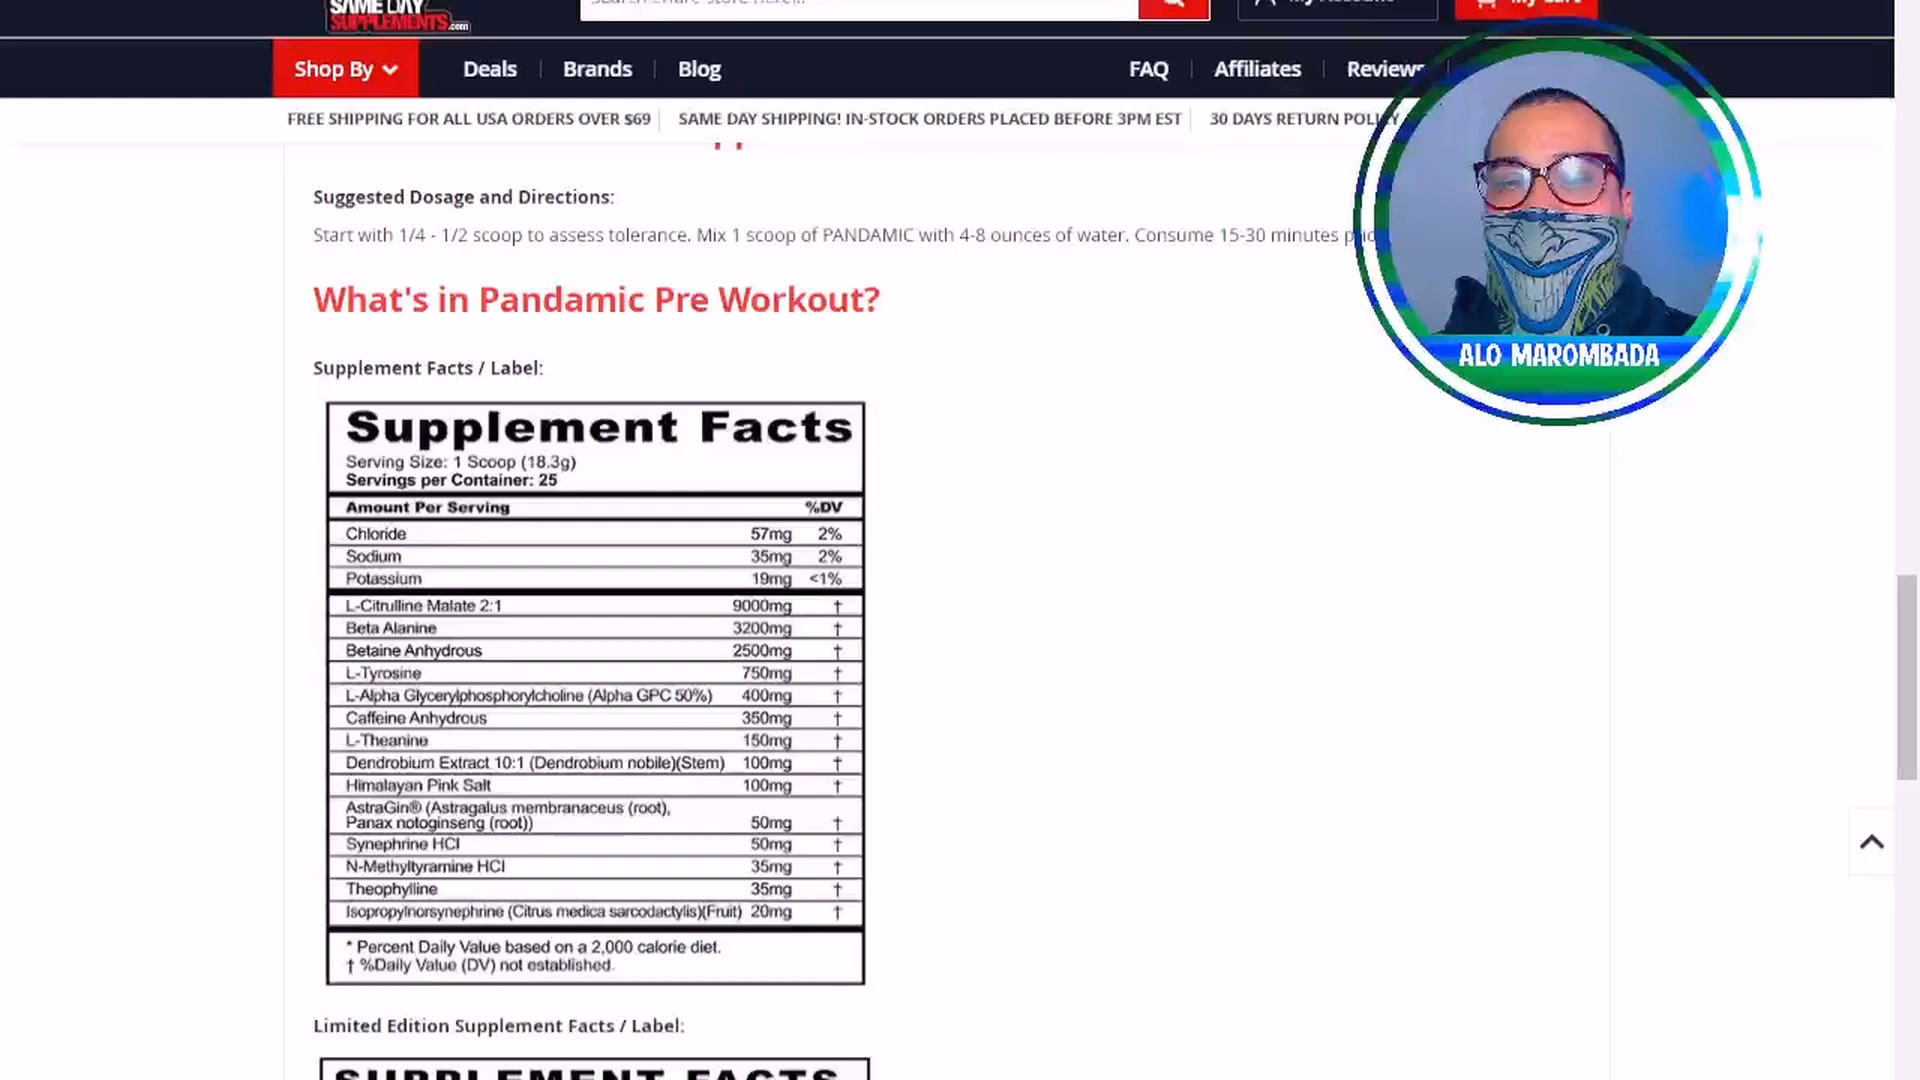 SAME DAY
SUPPLEMENTS.com
Shop By
Deals
Brands
Blog
FAQ
Affiliates
Reviews
FREE SHIPPING FOR ALL USA ORDERS OVER $69
SAME DAY SHIPPING! IN-STOCK ORDERS PLACED BEFORE 3PM EST
30 DAYS RETURN POLICY
Suggested Dosage and Directions:
Start with 1/4 - 1/2 scoop to assess tolerance. Mix 1 scoop of PANDAMIC with 4-8 ounces of water. Consume 15-30 minutes
What's in Pandamic Pre Workout?
ALO MAROMBADA
Supplement Facts / Label:
Supplement Facts
Serving Size: 1 Scoop (18.3g)
Servings per Container: 25
Amount Per Serving %DV
Chloride 57mg 2%
Sodium 35mg 2%
Potassium 19mg <1%
L-Citrulline Malate 2:1 9000mg †
Beta Alanine 3200mg †
Betaine Anhydrous 2500mg †
L-Tyrosine 750mg †
L-Alpha Glycerylphosphorylcholine (Alpha GPC 50%) 400mg †
Caffeine Anhydrous 350mg †
L-Theanine 150mg †
Dendrobium Extract 10:1 (Dendrobium nobile)(Stem) 100mg †
Himalayan Pink Salt 100mg †
AstraGin® (Astragalus membranaceus (root),
Panax notoginseng (root)) 50mg †
Synephrine HCl 50mg †
N-Methyltyramine HCl 35mg †
Theophylline 35mg †
Isopropylnorsynephrine (Citrus medica sarcodactylis)(Fruit) 20mg †
* Percent Daily Value based on a 2,000 calorie diet.
† %Daily Value (DV) not established.
Limited Edition Supplement Facts / Label:
SUPPLEMENT FACTS